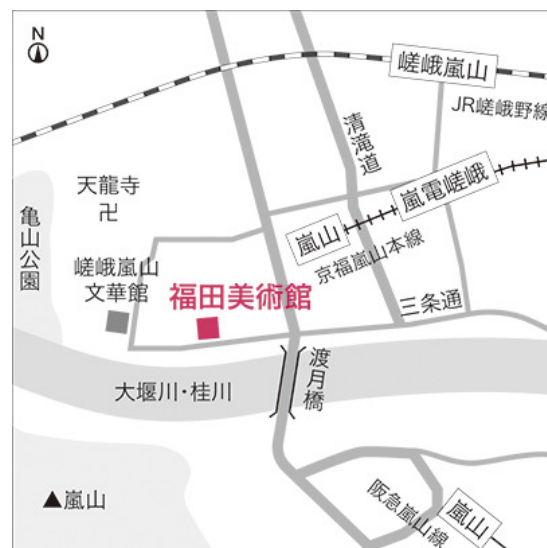 N
嵯峨嵐山
JR嵯峨野線
清滝道
天龍寺
卍
嵐電嵯峨
亀山公園
嵐山
京福嵐山本線
嵯峨嵐山
文華館
福田美術館
三条通
渡月橋
大堰川・桂川
▲嵐山
阪急嵐山線
嵐山